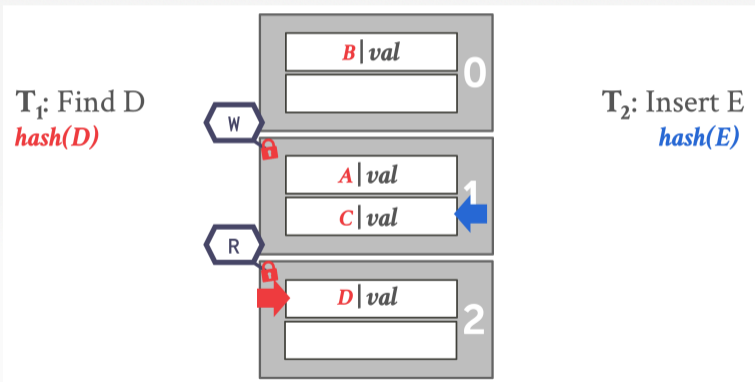 B|val
0
T₁: Find D
hash(D)
W
T₂: Insert E
hash(E)
A|val
1
C|val
R
D|val
2